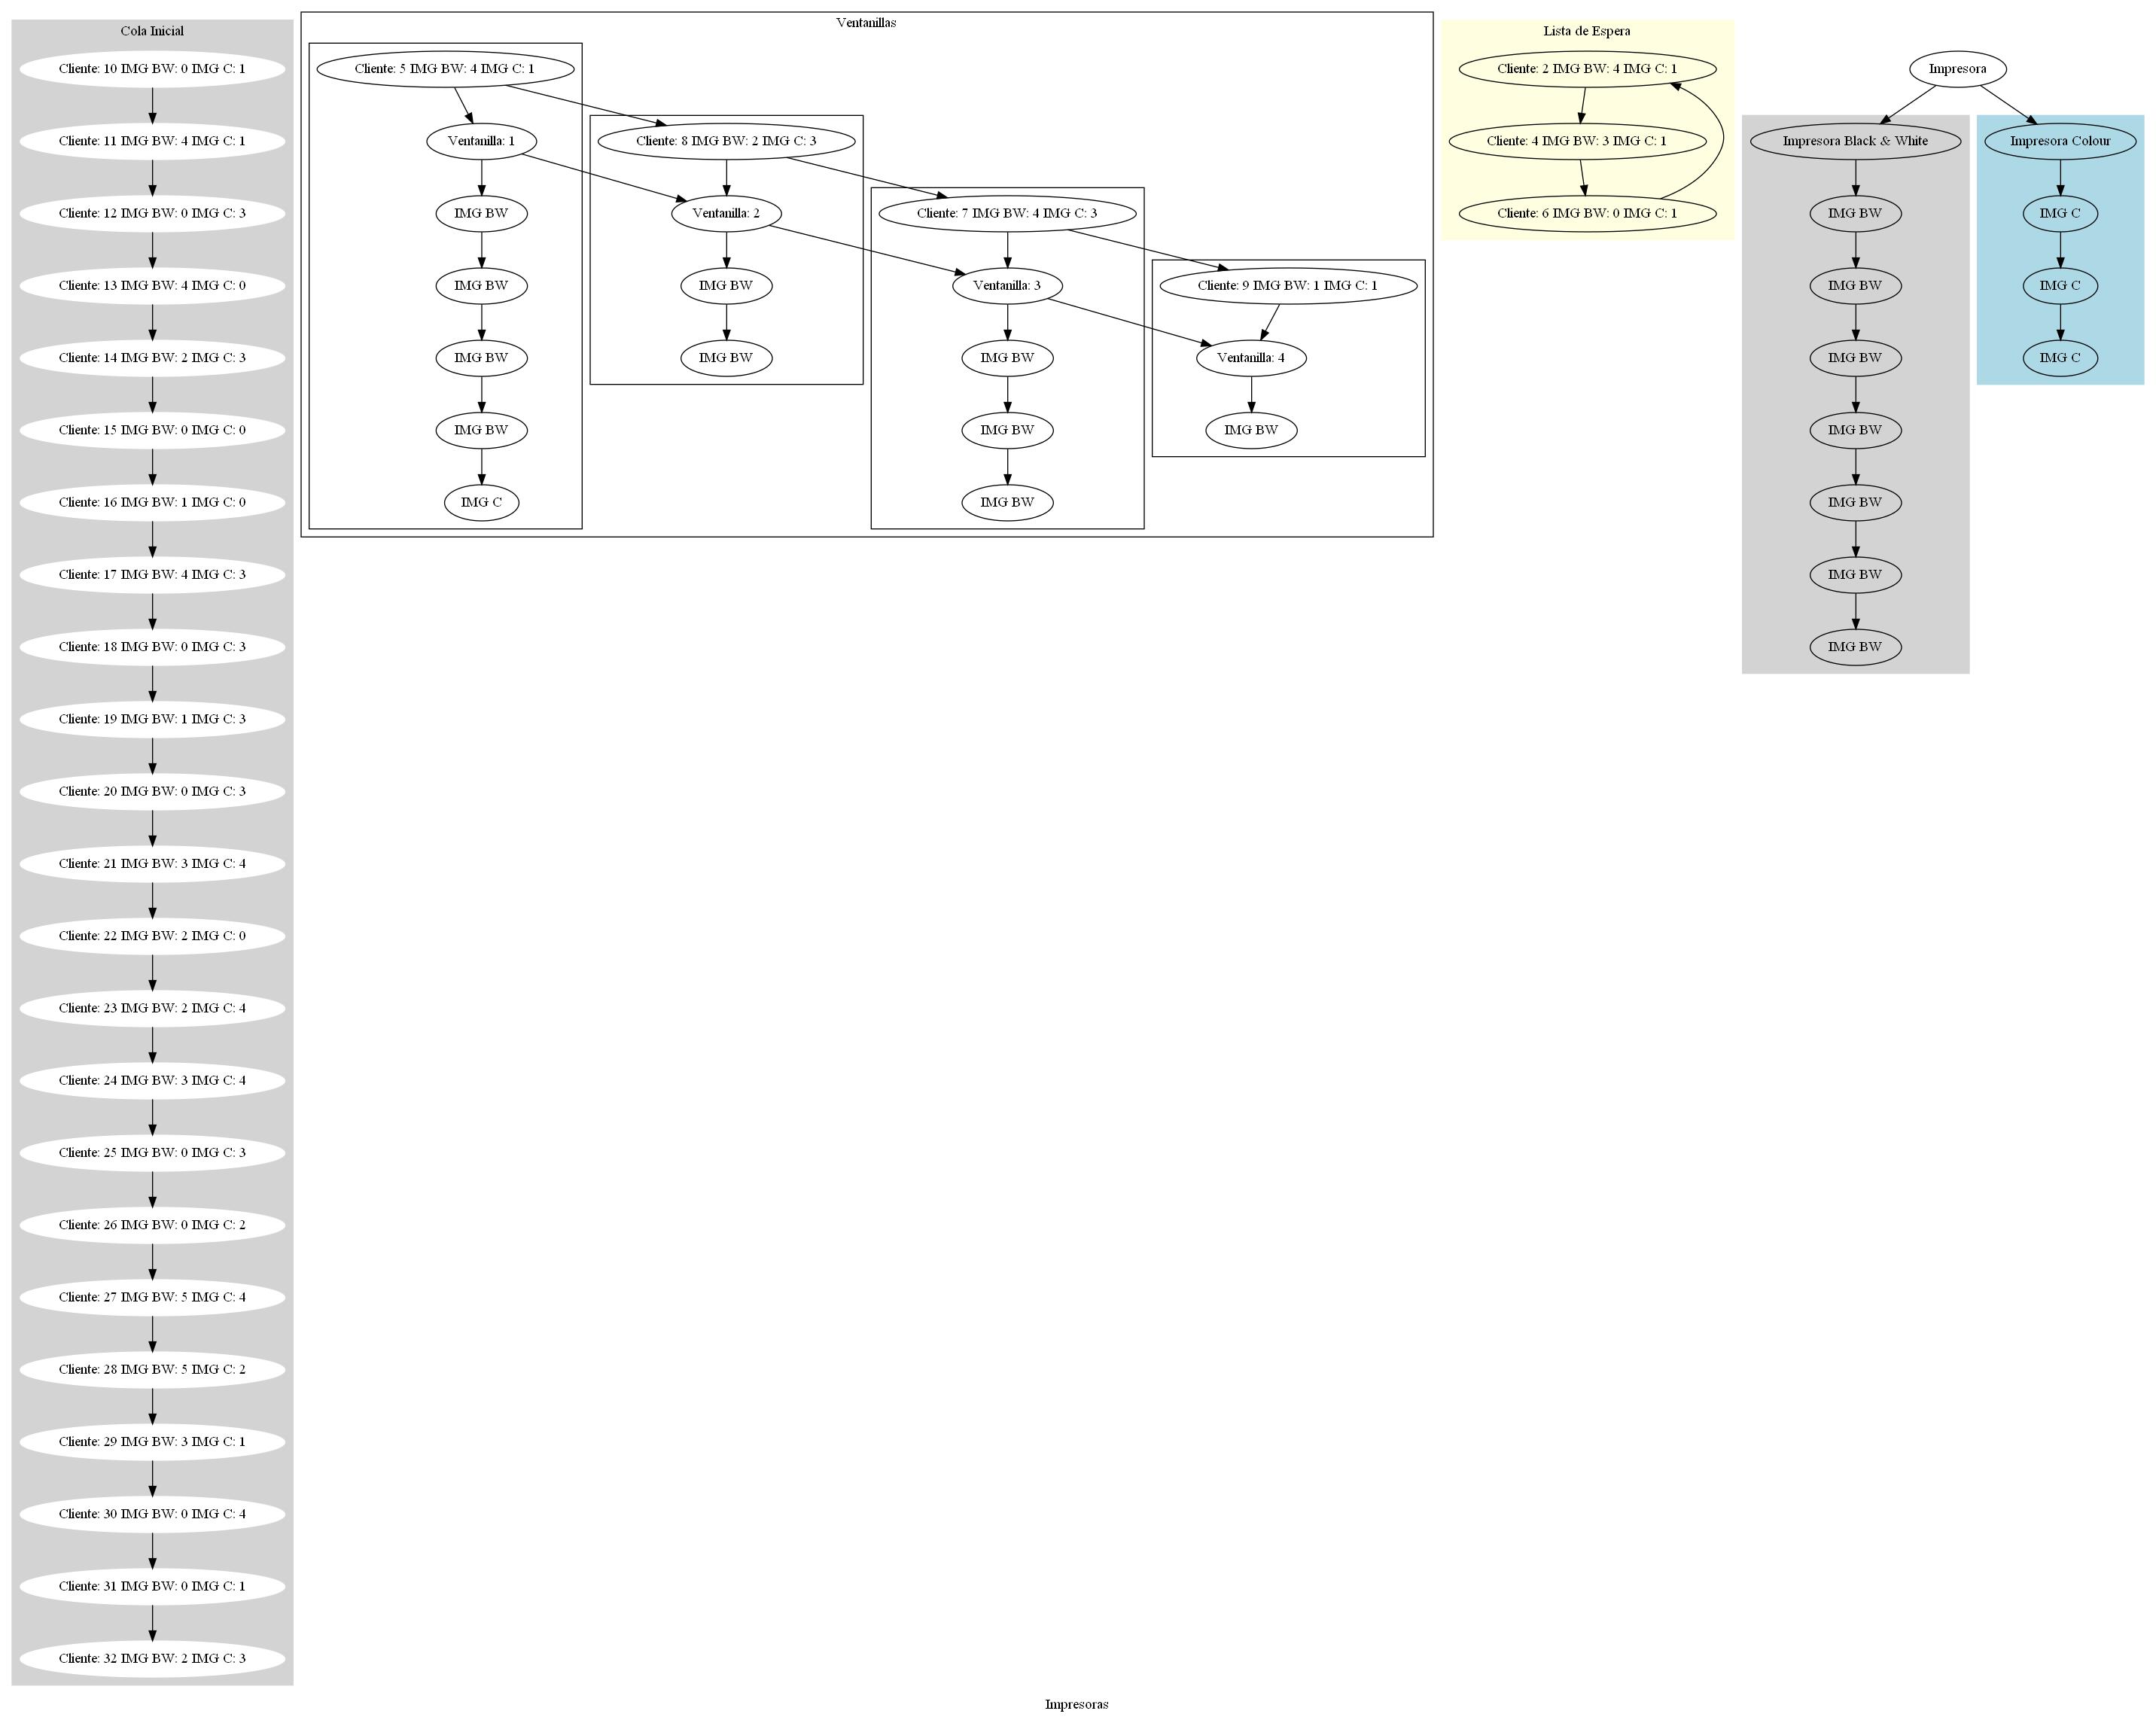 Cola Inicial
Cliente: 10 IMG BW: 0 IMG C: 1
Cliente: 11 IMG BW: 4 IMG C: 1
Cliente: 12 IMG BW: 0 IMG C: 3
Cliente: 13 IMG BW: 4 IMG C: 0
Cliente: 14 IMG BW: 2 IMG C: 3
Cliente: 15 IMG BW: 0 IMG C: 0
Cliente: 16 IMG BW: 1 IMG C: 0
Cliente: 17 IMG BW: 4 IMG C: 3
Cliente: 18 IMG BW: 0 IMG C: 3
Cliente: 19 IMG BW: 1 IMG C: 3
Cliente: 20 IMG BW: 0 IMG C: 3
Cliente: 21 IMG BW: 3 IMG C: 4
Cliente: 22 IMG BW: 2 IMG C: 0
Cliente: 23 IMG BW: 2 IMG C: 4
Cliente: 24 IMG BW: 3 IMG C: 4
Cliente: 25 IMG BW: 0 IMG C: 3
Cliente: 26 IMG BW: 0 IMG C: 2
Cliente: 27 IMG BW: 5 IMG C: 4
Cliente: 28 IMG BW: 5 IMG C: 2
Cliente: 29 IMG BW: 3 IMG C: 1
Cliente: 30 IMG BW: 0 IMG C: 4
Cliente: 31 IMG BW: 0 IMG C: 1
Cliente: 32 IMG BW: 2 IMG C: 3
Ventanillas
Cliente: 5 IMG BW: 4 IMG C: 1
Ventanilla: 1
IMG BW
IMG BW
IMG BW
IMG BW
IMG C
Cliente: 8 IMG BW: 2 IMG C: 3
Ventanilla: 2
IMG BW
IMG BW
Cliente: 7 IMG BW: 4 IMG C: 3
Ventanilla: 3
IMG BW
IMG BW
IMG BW
Cliente: 9 IMG BW: 1 IMG C: 1
Ventanilla: 4
IMG BW
Lista de Espera
Cliente: 2 IMG BW: 4 IMG C: 1
Cliente: 4 IMG BW: 3 IMG C: 1
Cliente: 6 IMG BW: 0 IMG C: 1
Impresora
Impresora Black & White
IMG BW
IMG BW
IMG BW
IMG BW
IMG BW
IMG BW
IMG BW
Impresora Colour
IMG C
IMG C
IMG C
Impresoras